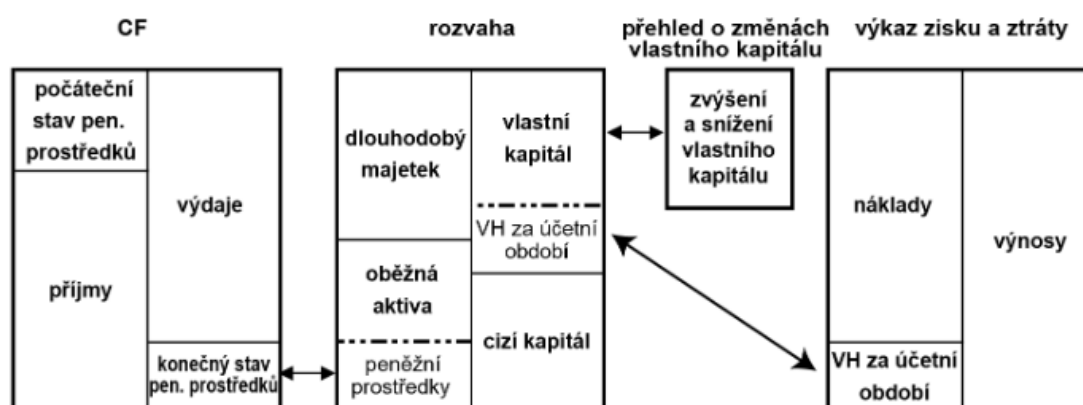 CF
rozvaha
přehled o změnách
vlastního kapitálu
výkaz zisku a ztráty
počáteční
stav pen.
prostředků
příjmy
výdaje
konečný stav
pen. prostředků
dlouhodobý
majetek
oběžná
aktiva
peněžní
prostředky
vlastní
kapitál
VH za účetní
období
cizí kapitál
zvýšení
a snížení
vlastního
kapitálu
náklady
VH za účetní
období
výnosy